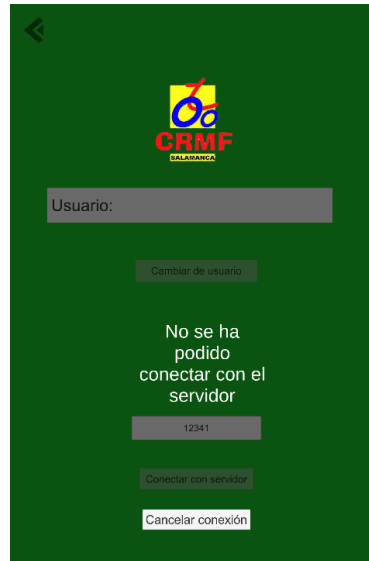 CRMF
SALAMANCA
Usuario:
Cambiar de usuario
No se ha
podido
conectar con el
servidor
12341
Conectar con servidor
Cancelar conexión